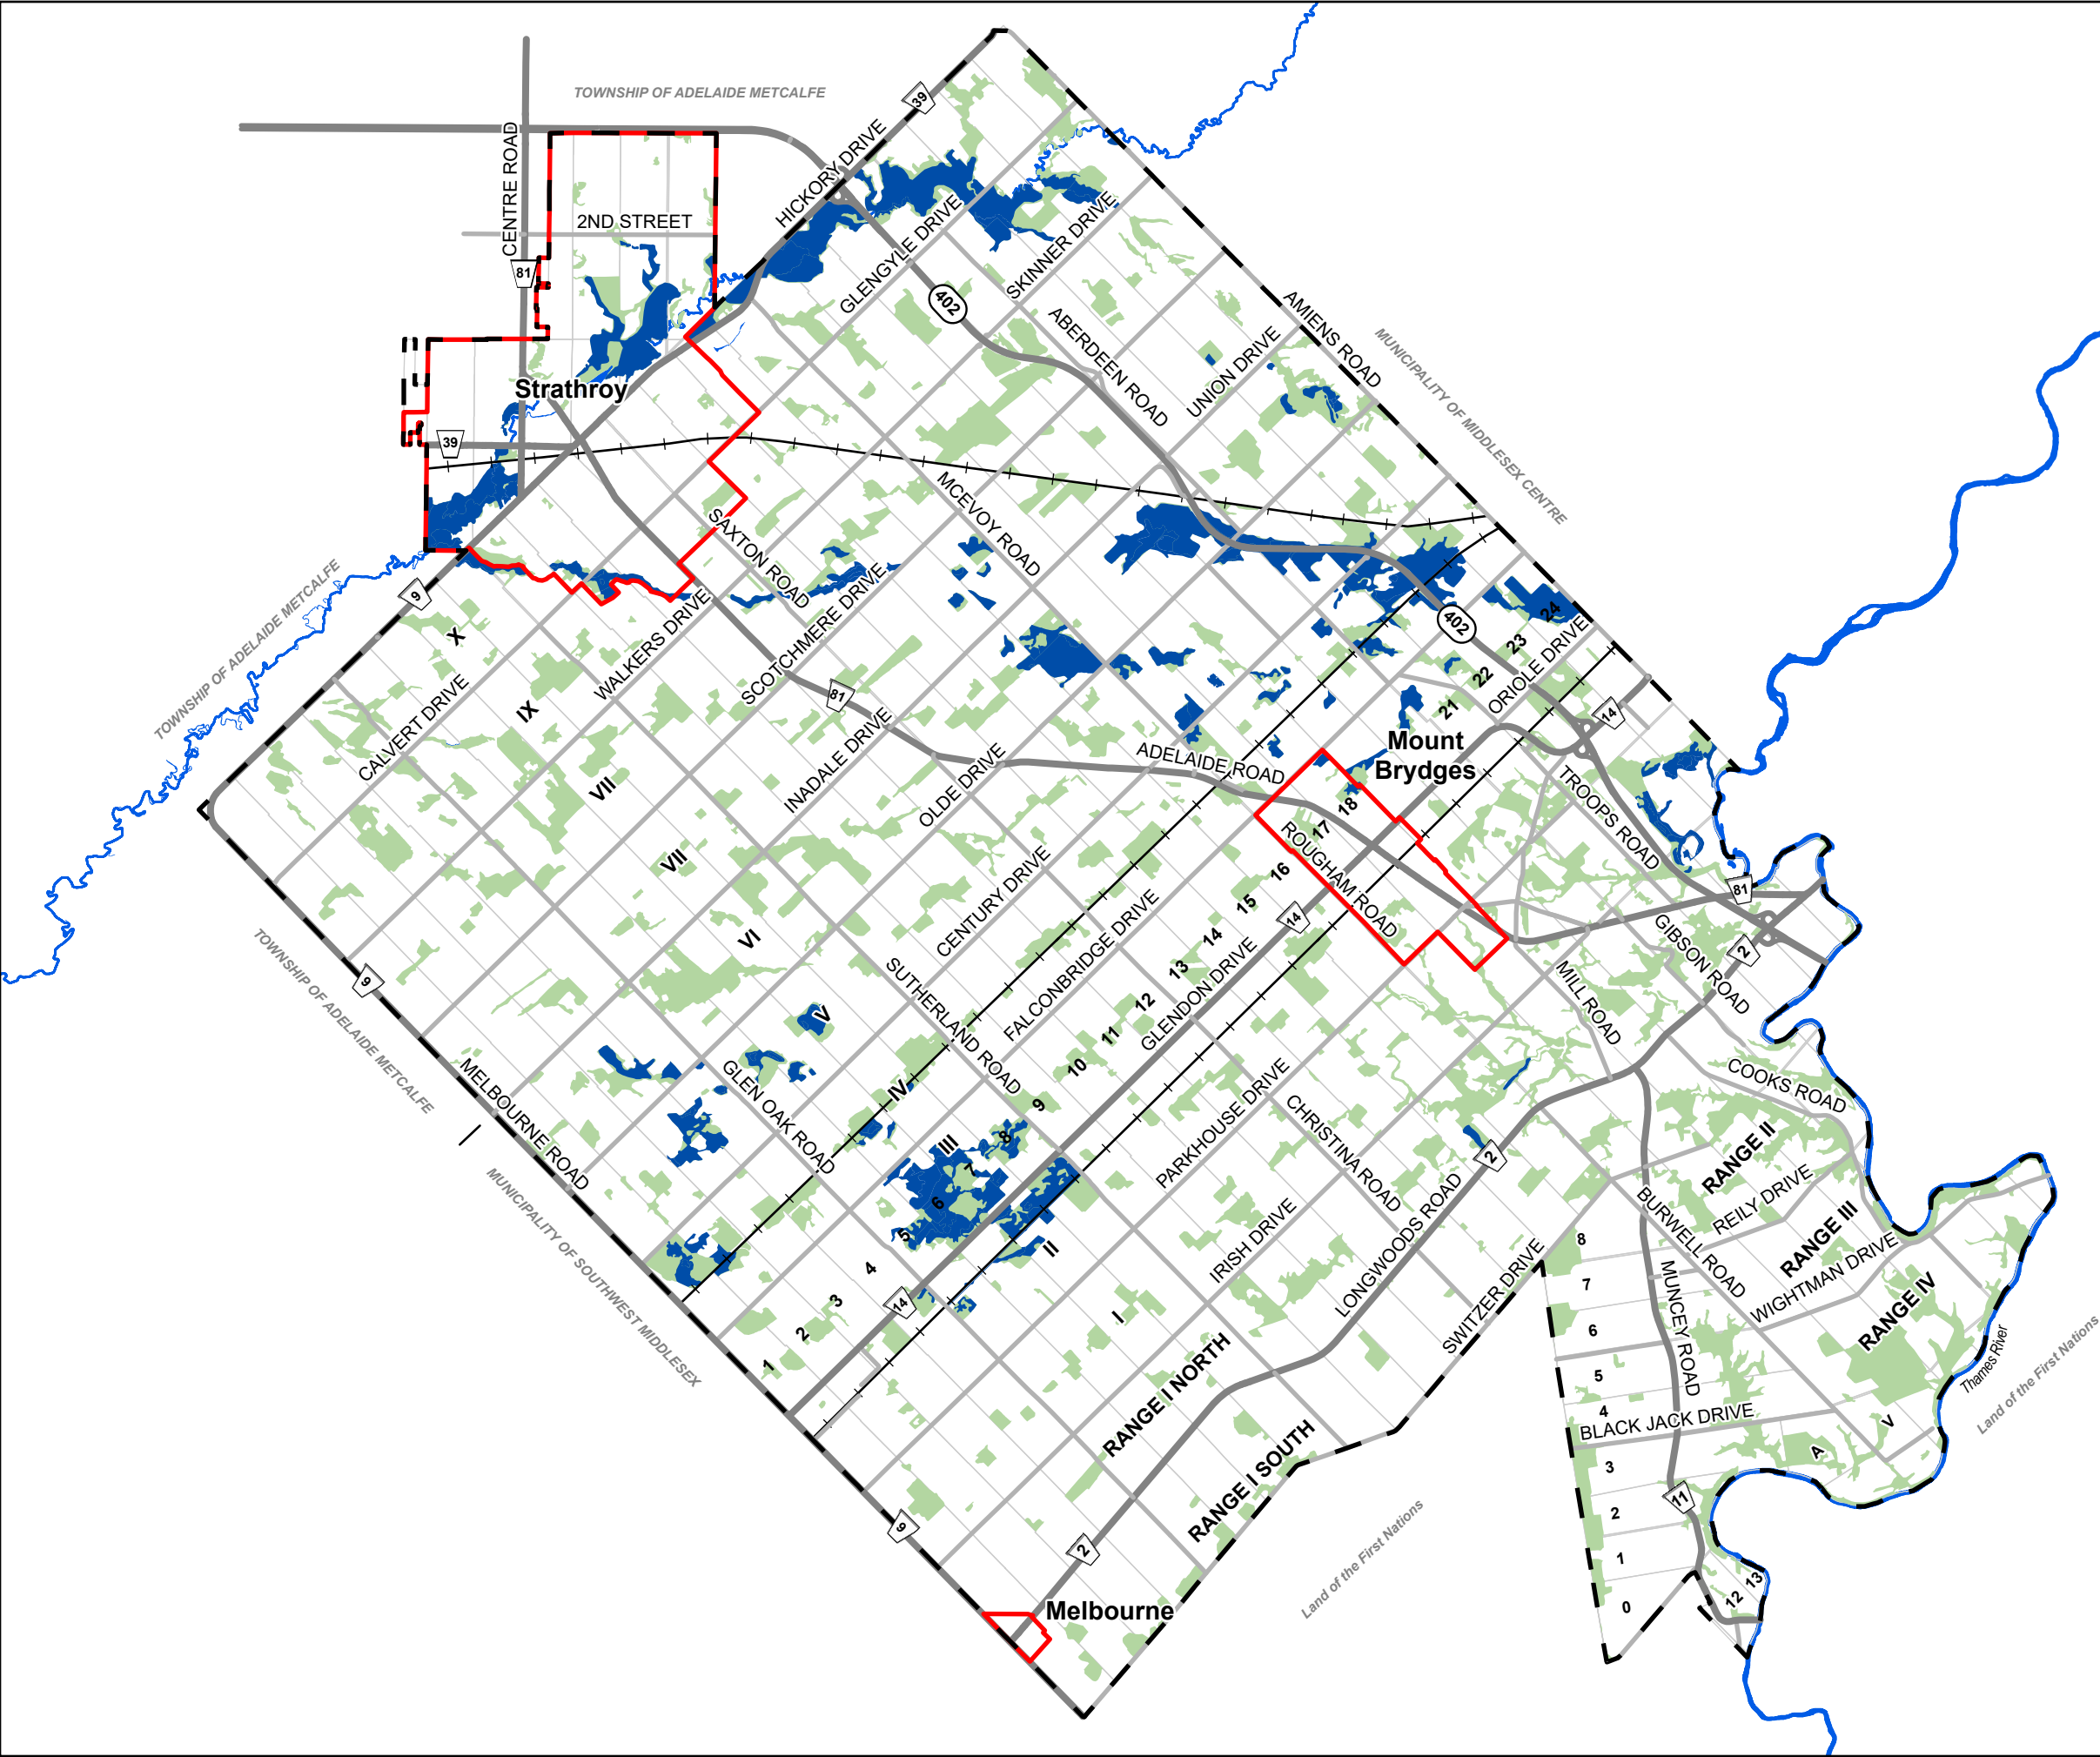 TOWNSHIP OF ADELAIDE METCALFE
39
CENTRE ROAD
HICKORY DRIVE
2ND STREET
GLENGYLE DRIVE
SKINNER DRIVE
81
402
AMIENS ROAD
ABERDEEN ROAD
UNION DRIVE
MUNICIPALITY OF MIDDLESEX CENTRE
Strathroy
39
MCEVOY ROAD
SAXTON ROAD
TOWNSHIP OF ADELAIDE METCALFE
9
X
WALKERS DRIVE
SCOTCHMERE DRIVE
402
24
23
22
21
ORIOLE DRIVE
14
CALVERT DRIVE
IX
81
INADALE DRIVE
OLDE DRIVE
ADELAIDE ROAD
Mount
Brydges
VII
TROOPS ROAD
18
17
ROUGHAM ROAD
16
15
14
13
12
11
10
9
8
7
6
5
4
3
2
1
VII
CENTURY DRIVE
FALCONBRIDGE DRIVE
14
81
GIBSON ROAD
2
VI
SUTHERLAND ROAD
GLENDON DRIVE
MILL ROAD
TOWNSHIP OF ADELAIDE METCALFE
9
V
MELBOURNE ROAD
GLEN OAK ROAD
IV
PARKHOUSE DRIVE
CHRISTINA ROAD
COOKS ROAD
IIII
2
RANGE II
REILY DRIVE
MUNICIPALITY OF SOUTHWEST MIDDLESEX
II
IRISH DRIVE
LONGWOODS ROAD
SWITZER DRIVE
BURWELL ROAD
RANGE III
WIGHTMAN DRIVE
14
I
MUNCEY ROAD
RANGE IV
RANGE I NORTH
RANGE I SOUTH
8
7
6
5
4
BLACK JACK DRIVE
3
2
1
0
Thames River
Land of the First Nations
V
A
11
13
12
9
2
Land of the First Nations
Melbourne